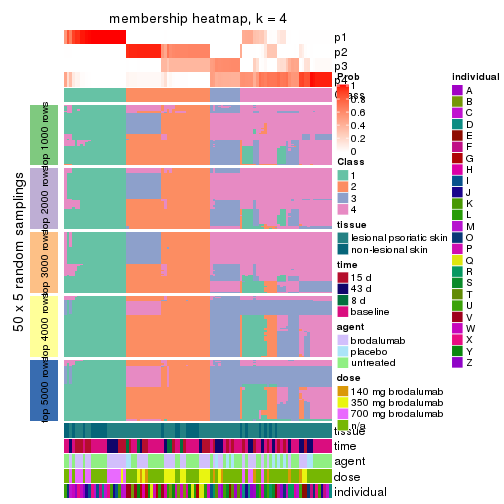 membership heatmap, k = 4
p1
p2
p3
p4
Class
50 x 5 random samplings
top 1000 rows
top 2000 rows
top 3000 rows
top 4000 rows
top 5000 rows
tissue
time
agent
dose
individual
Prob
1
0.8
0.6
0.4
0.2
0
Class
1
2
3
4
tissue
lesional psoriatic skin
non-lesional skin
time
15 d
43 d
8 d
baseline
agent
brodalumab
placebo
untreated
dose
140 mg brodalumab
350 mg brodalumab
700 mg brodalumab
n/a
individual
A
B
C
D
E
F
G
H
I
J
K
L
M
O
P
Q
R
S
T
U
V
W
X
Y
Z